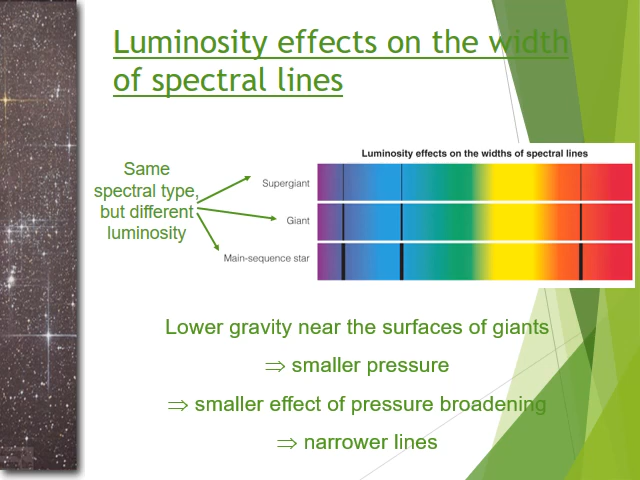 Luminosity effects on the width
of spectral lines
Luminosity effects on the widths of spectral lines
Same
spectral type,
but different
luminosity
Supergiant
Giant
Main-sequence star
Lower gravity near the surfaces of giants
⇒ smaller pressure
⇒ smaller effect of pressure broadening
⇒ narrower lines